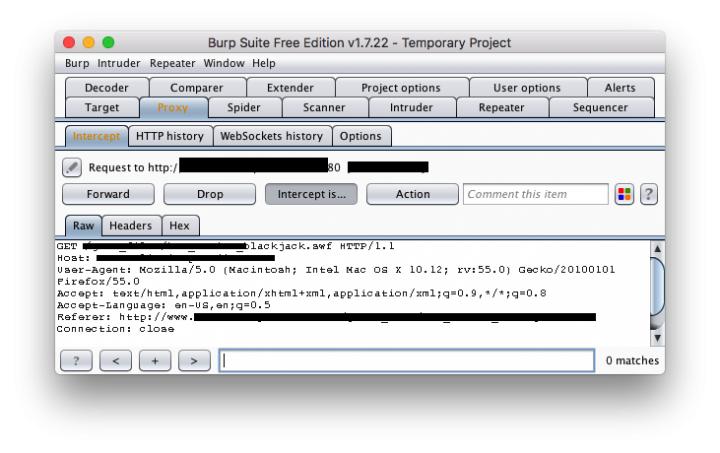 Burp Suite Free Edition v1.7.22 - Temporary Project
Burp Intruder Repeater Window Help
Decoder Comparer Extender Project options User options Alerts
Target Proxy Spider Scanner Intruder Repeater Sequencer
Intercept HTTP history WebSockets history Options
Request to http:/ 80
Forward Drop Intercept is... Action Comment this item ?
Raw Headers Hex
GET blackjack.swf HTTP/1.1
Host:
User-Agent: Mozilla/5.0 (Macintosh; Intel Mac OS X 10.12; rv:55.0) Gecko/20100101
Firefox/55.0
Accept: text/html,application/xhtml+xml,application/xml;q=0.9,*/*;q=0.8
Accept-Language: en-US,en;q=0.5
Referer: http://www.
Connection: close
? < + > 0 matches